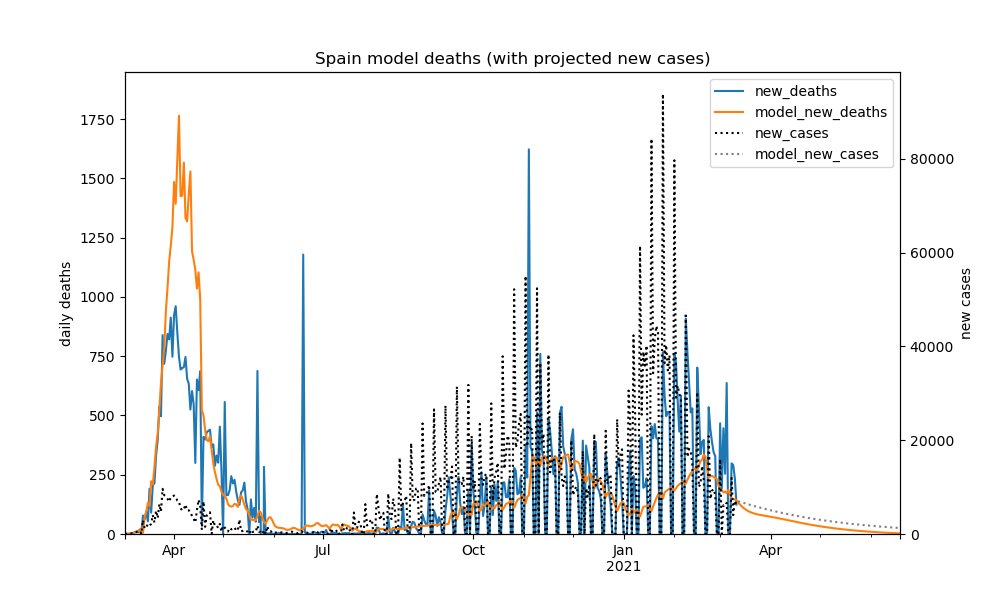 Spain model deaths (with projected new cases)
new_deaths
model_new_deaths
new_cases
model_new_cases
daily deaths
1750
1500
1250
1000
750
500
250
0
new cases
80000
60000
40000
20000
0
Apr
Jul
Oct
Jan
2021
Apr